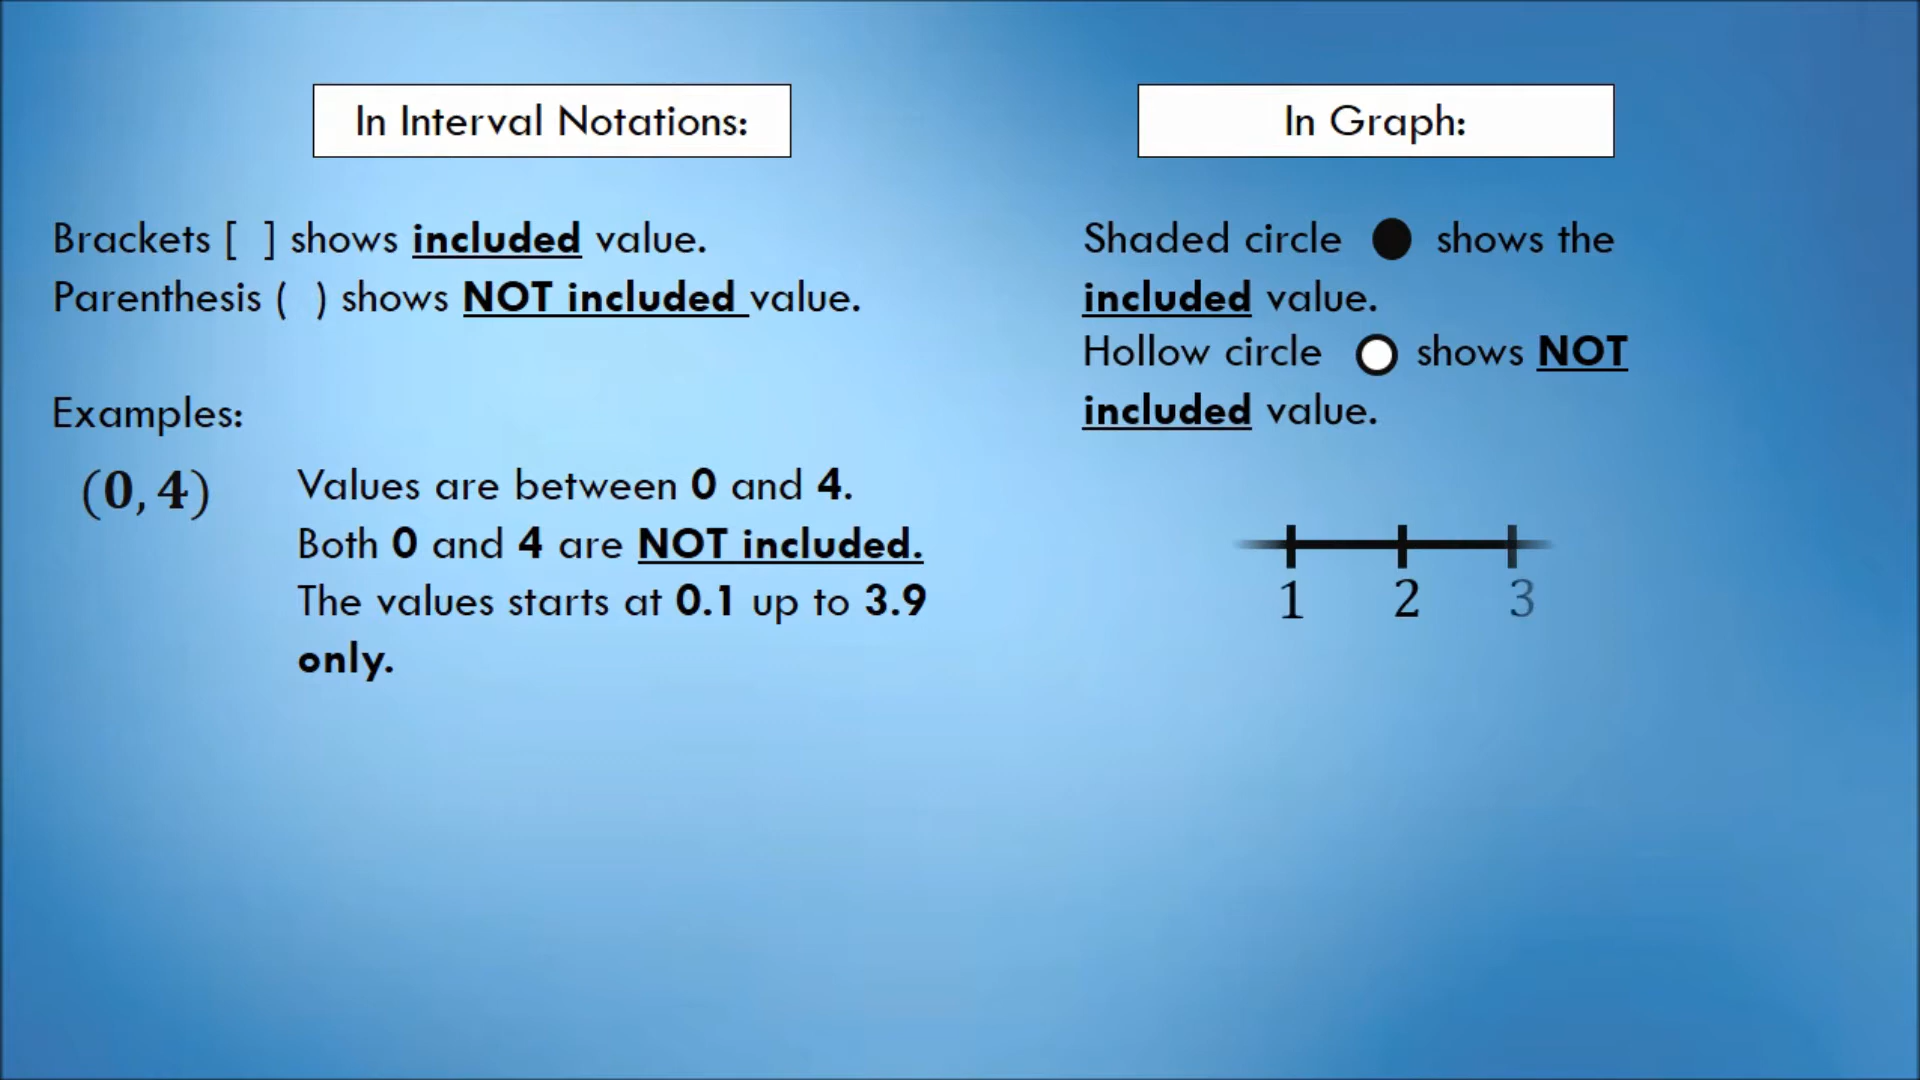 In Interval Notations:
Brackets [ ] shows included value.
Parenthesis ( ) shows NOT included value.
Examples:
(0, 4)
Values are between 0 and 4.
Both 0 and 4 are NOT included.
The values starts at 0.1 up to 3.9
only.
In Graph:
Shaded circle shows the
included value.
Hollow circle shows NOT
included value.
1 2 3